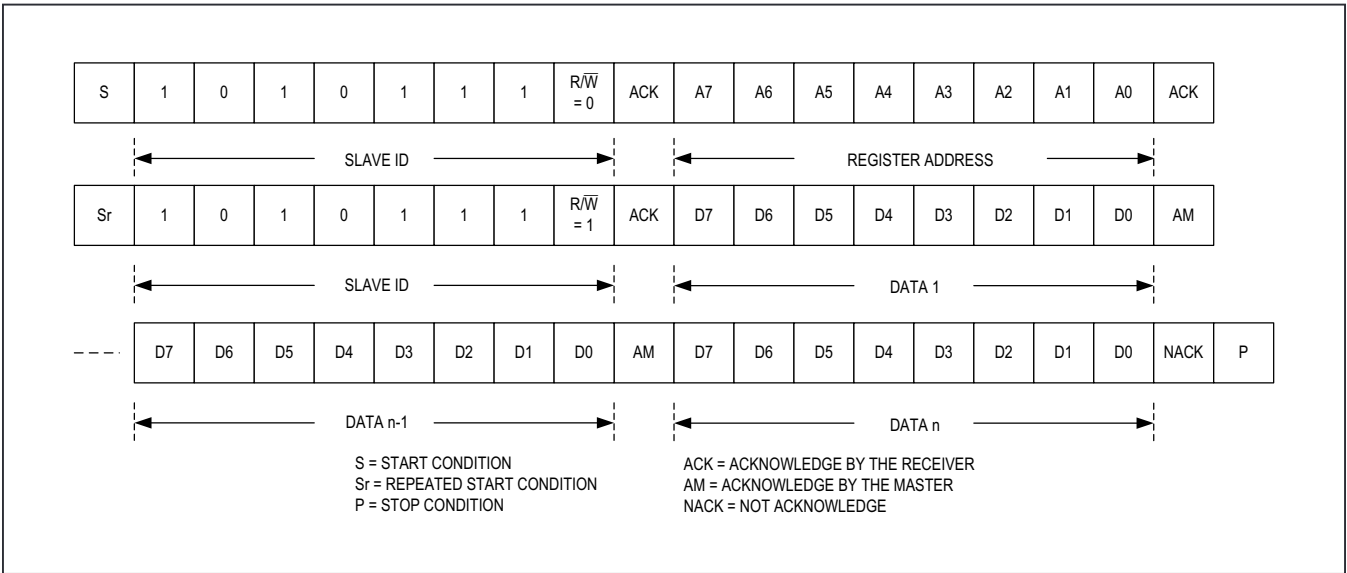 S 1 0 1 0 1 1 1 R/W̅ = 0 ACK A7 A6 A5 A4 A3 A2 A1 A0 ACK
SLAVE ID REGISTER ADDRESS
Sr 1 0 1 0 1 1 1 R/W̅ = 1 ACK D7 D6 D5 D4 D3 D2 D1 D0 AM
SLAVE ID DATA 1
D7 D6 D5 D4 D3 D2 D1 D0 AM D7 D6 D5 D4 D3 D2 D1 D0 NACK P
DATA n-1 DATA n
S = START CONDITION
Sr = REPEATED START CONDITION
P = STOP CONDITION
ACK = ACKNOWLEDGE BY THE RECEIVER
AM = ACKNOWLEDGE BY THE MASTER
NACK = NOT ACKNOWLEDGE